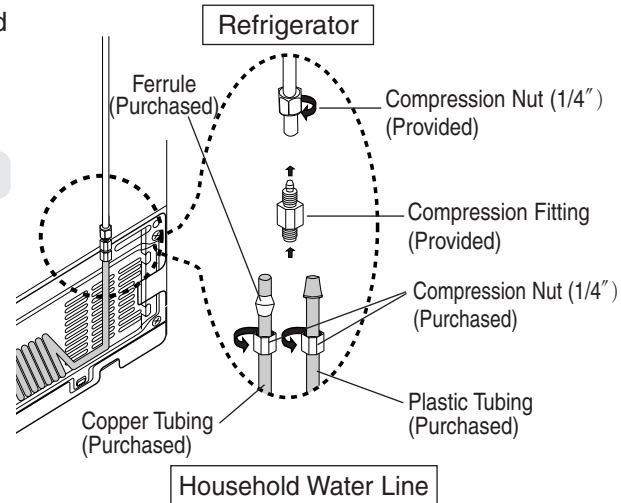 d
Refrigerator
Ferrule
(Purchased)
Compression Nut (1/4″)
(Provided)
Compression Fitting
(Provided)
Compression Nut (1/4″)
(Purchased)
Plastic Tubing
(Purchased)
Copper Tubing
(Purchased)
Household Water Line